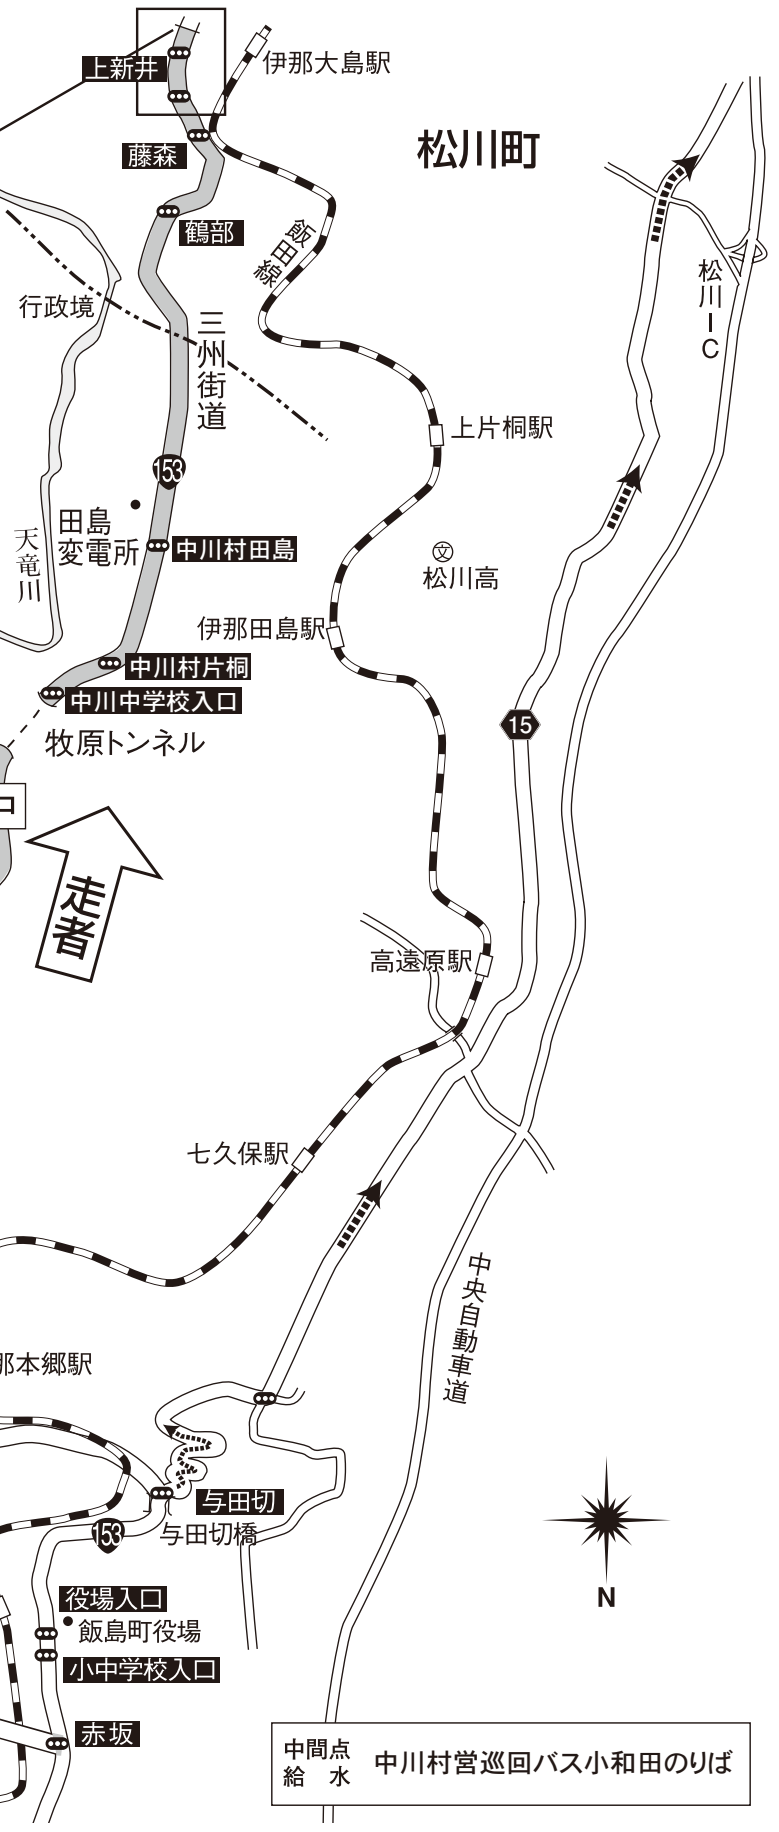 上新井
伊那大島駅
松川町
藤森
鶴部
飯田線
行政境
三州街道
松川IC
上片桐駅
153
田島
変電所
天竜川
中川村田島
文
松川高
伊那田島駅
中川村片桐
中川中学校入口
15
牧原トンネル
口
走者
高遠原駅
七久保駅
中央自動車道
那本郷駅
与田切
153
与田切橋
役場入口
飯島町役場
小中学校入口
N
赤坂
中間点
給 水
中川村営巡回バス小和田のりば